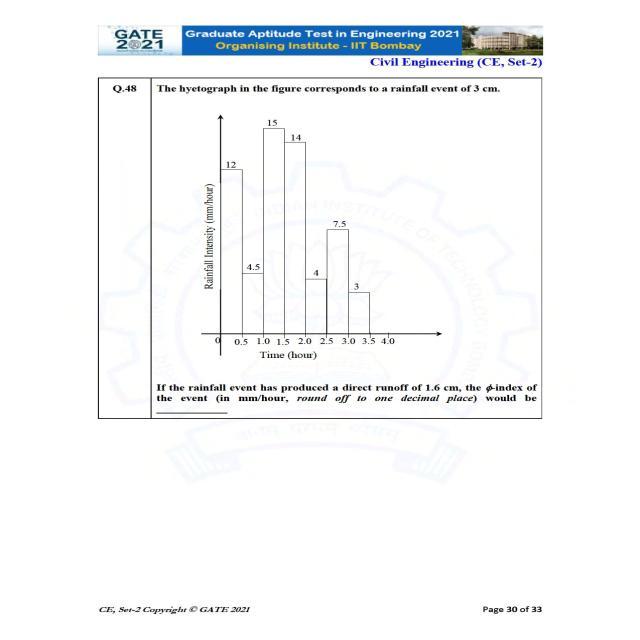 GATE Graduate Aptitude Test in Engineering 2021
2021 Organising Institute - IIT Bombay
Civil Engineering (CE, Set-2)
Q.48 The hyetograph in the figure corresponds to a rainfall event of 3 cm.
15
14
12
7.5
4.5
4
3
Rainfall Intensity (mm/hour)
0 0.5 1.0 1.5 2.0 2.5 3.0 3.5 4.0
Time (hour)
If the rainfall event has produced a direct runoff of 1.6 cm, the ϕ-index of
the event (in mm/hour, round off to one decimal place) would be
____________
CE, Set-2 Copyright © GATE 2021 Page 30 of 33